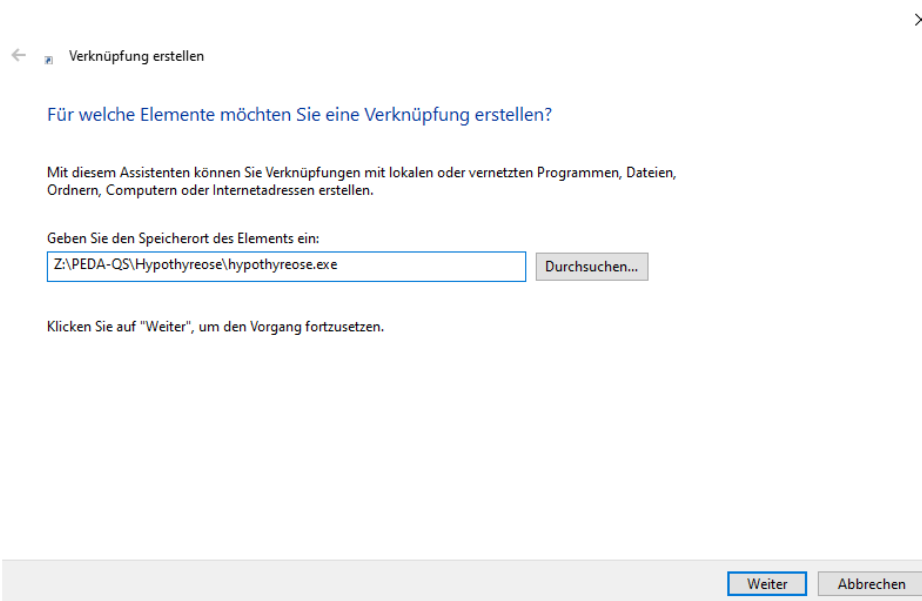 Verknüpfung erstellen
Für welche Elemente möchten Sie eine Verknüpfung erstellen?
Mit diesem Assistenten können Sie Verknüpfungen mit lokalen oder vernetzten Programmen, Dateien,
Ordnern, Computern oder Internetadressen erstellen.
Geben Sie den Speicherort des Elements ein:
Z:\PEDA-QS\Hypothyreose\hypothyreose.exe
Durchsuchen...
Klicken Sie auf "Weiter", um den Vorgang fortzusetzen.
Weiter
Abbrechen